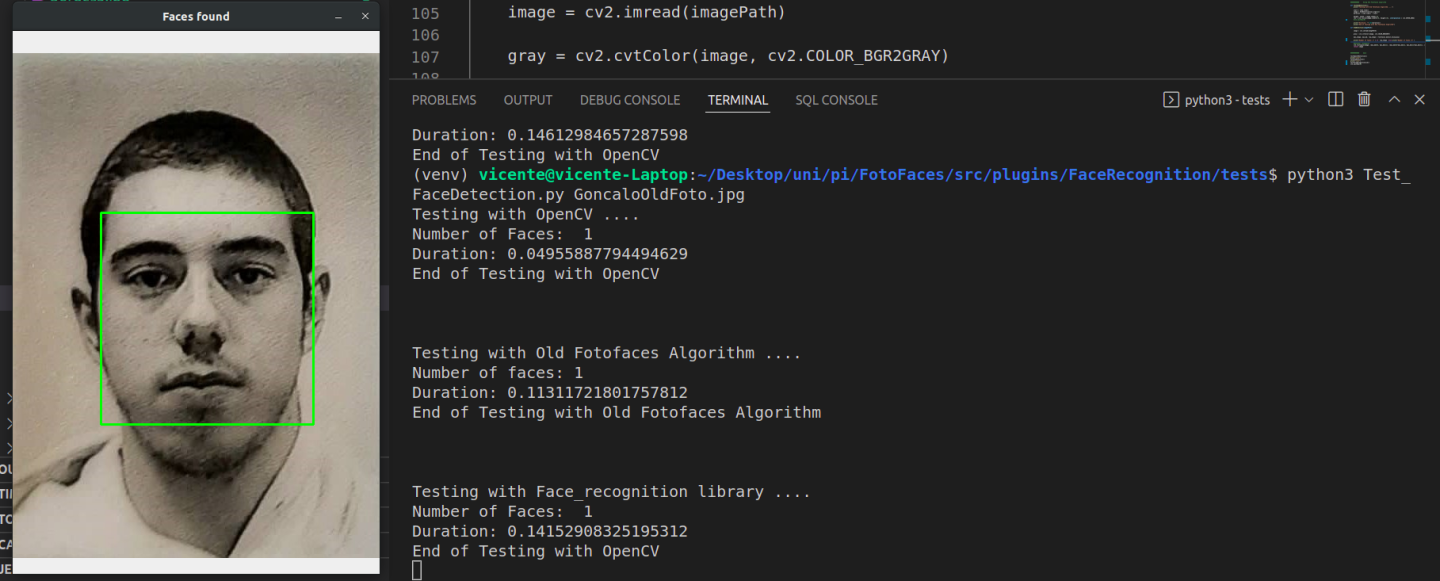 Faces found
105 image = cv2.imread(imagePath)
106
107 gray = cv2.cvtColor(image, cv2.COLOR_BGR2GRAY)
108
PROBLEMS OUTPUT DEBUG CONSOLE TERMINAL SQL CONSOLE python3 - tests
Duration: 0.14612984657287598
End of Testing with OpenCV
(venv) vicente@vicente-Laptop:~/Desktop/uni/pi/FotoFaces/src/plugins/FaceRecognition/tests$ python3 Test_
FaceDetection.py GoncaloOldFoto.jpg
Testing with OpenCV ....
Number of Faces:  1
Duration: 0.04955887794494629
End of Testing with OpenCV
Testing with Old Fotofaces Algorithm ....
Number of faces: 1
Duration: 0.11311721801757812
End of Testing with Old Fotofaces Algorithm
Testing with Face_recognition library ....
Number of Faces:  1
Duration: 0.14152908325195312
End of Testing with OpenCV